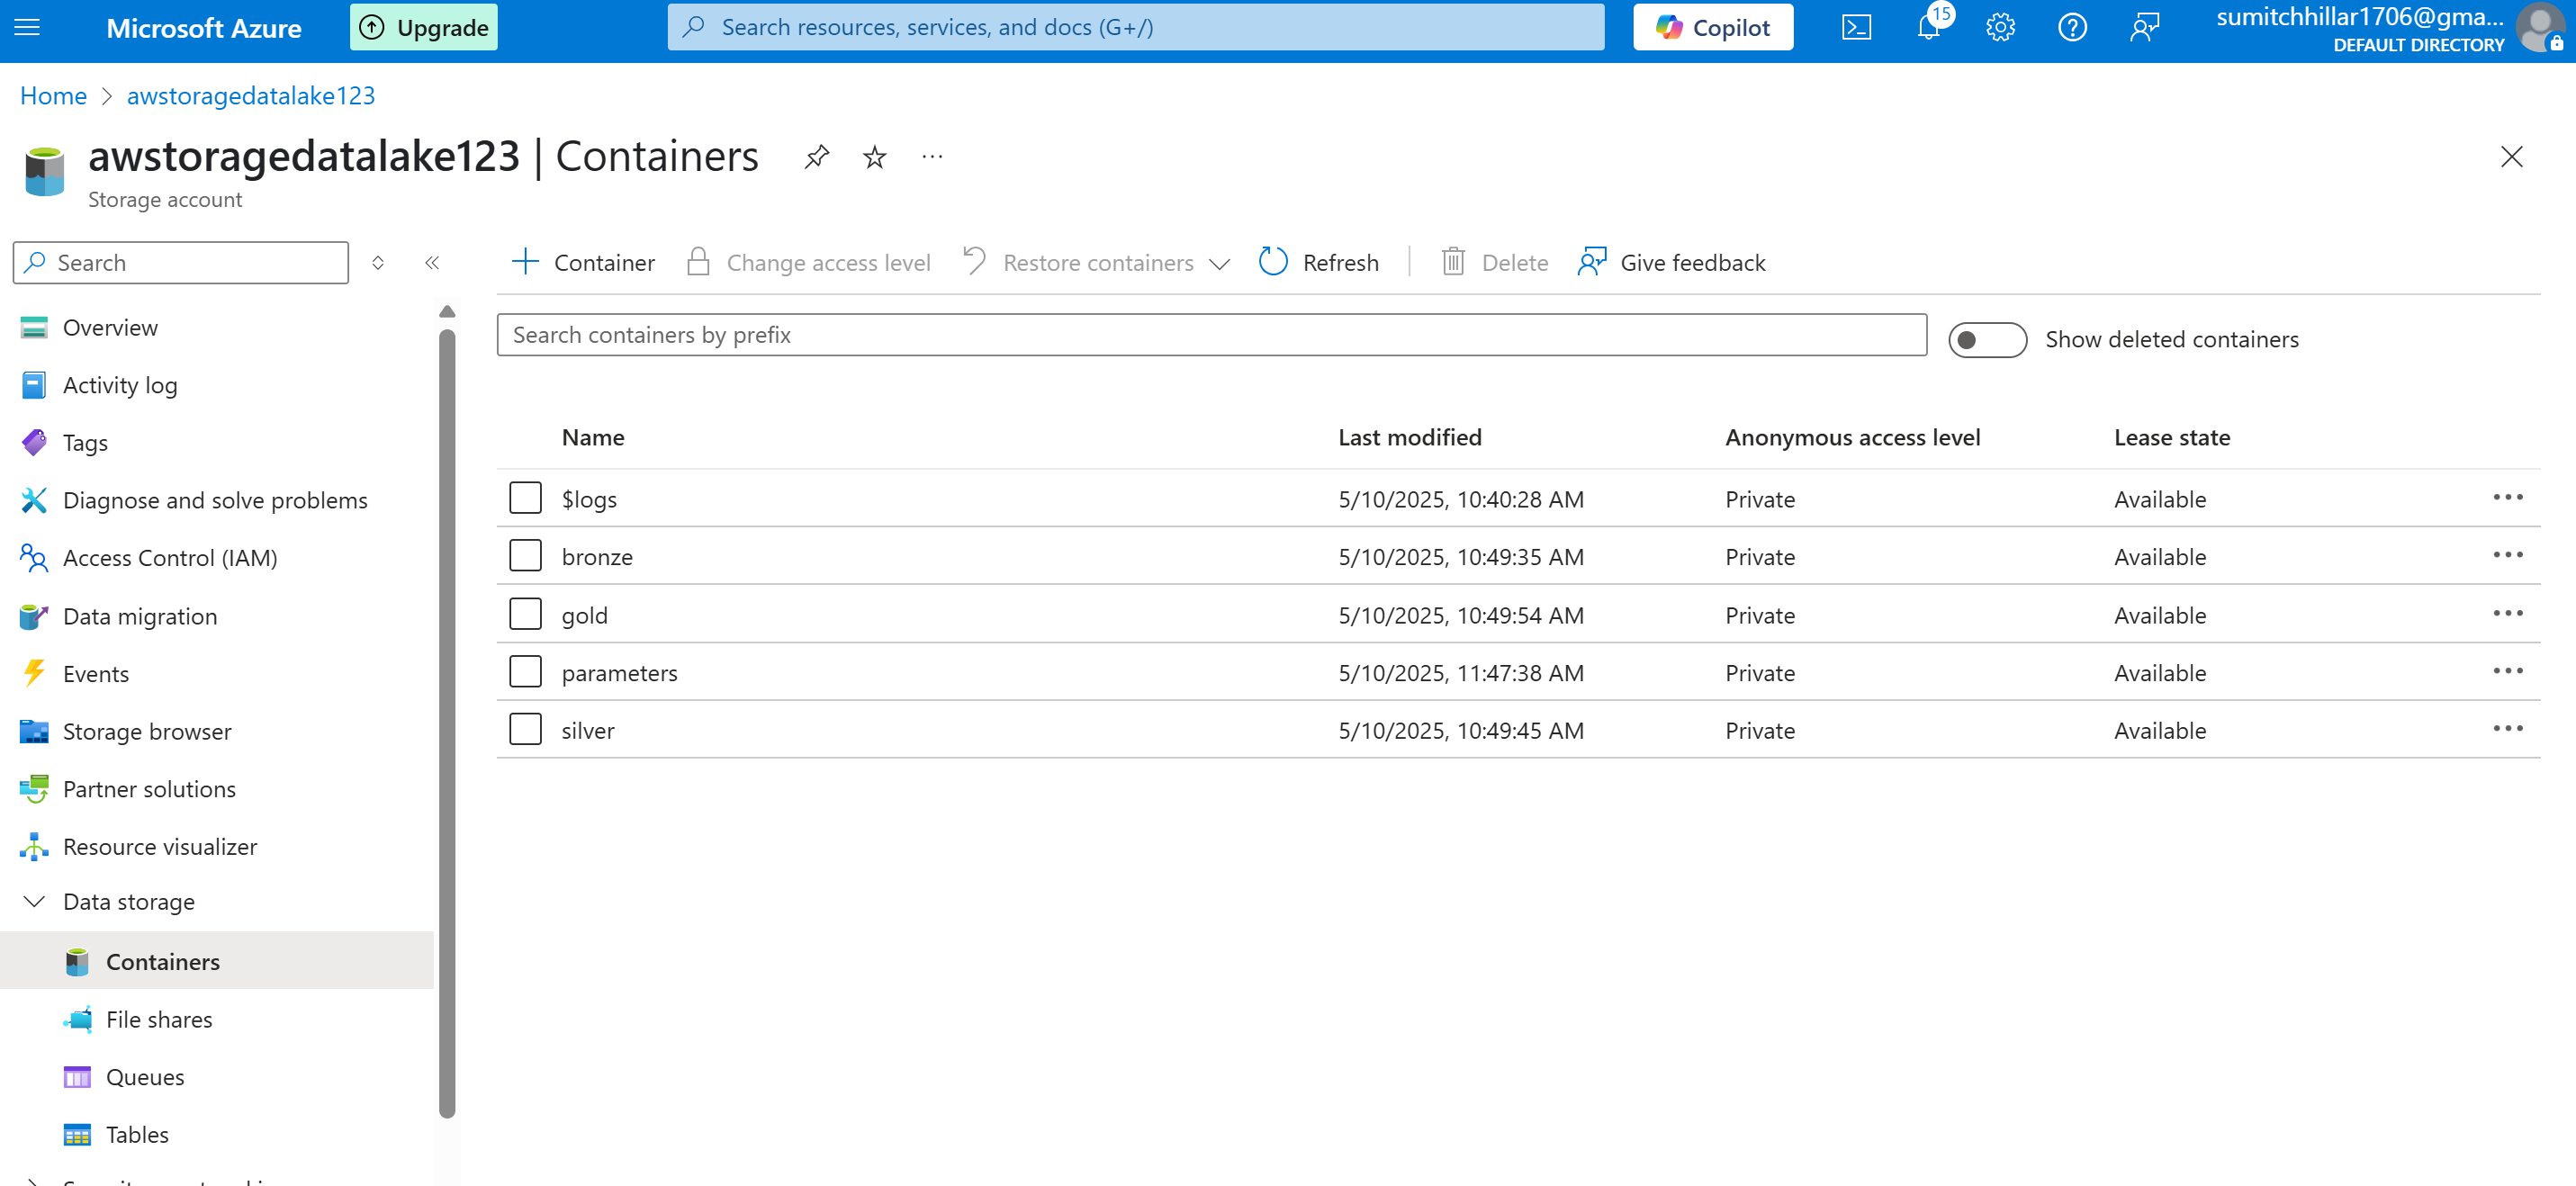 Microsoft Azure
Upgrade
Search resources, services, and docs (G+/)
Copilot
15
sumitchhillar1706@gma...
DEFAULT DIRECTORY
Home > awstoragedatalake123
awstoragedatalake123 | Containers
Storage account
Search
Container
Change access level
Restore containers
Refresh
Delete
Give feedback
Overview
Activity log
Tags
Diagnose and solve problems
Access Control (IAM)
Data migration
Events
Storage browser
Partner solutions
Resource visualizer
Data storage
Containers
File shares
Queues
Tables
Search containers by prefix
Show deleted containers
Name Last modified Anonymous access level Lease state
$logs 5/10/2025, 10:40:28 AM Private Available
bronze 5/10/2025, 10:49:35 AM Private Available
gold 5/10/2025, 10:49:54 AM Private Available
parameters 5/10/2025, 11:47:38 AM Private Available
silver 5/10/2025, 10:49:45 AM Private Available